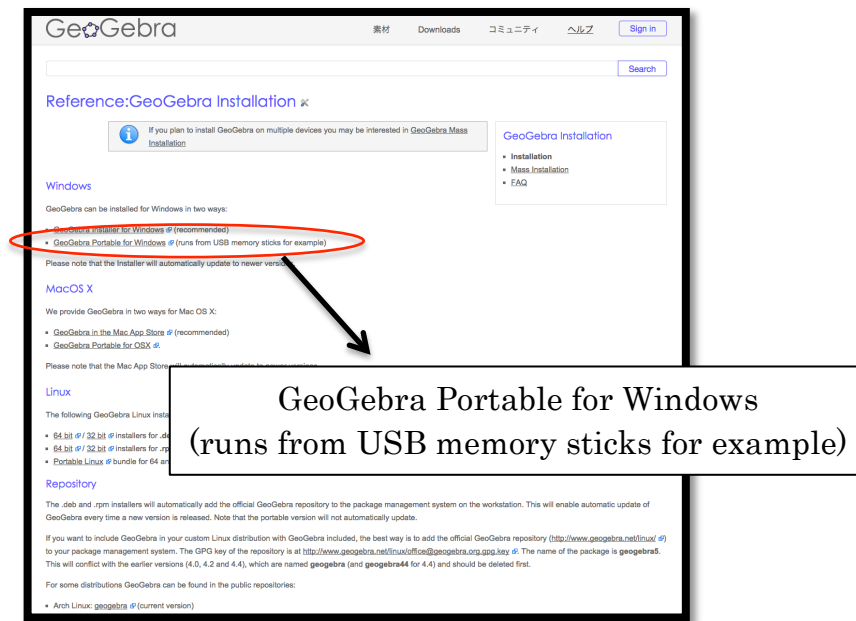 GeoGebra
素材 Downloads コミュニティ ヘルプ Sign in
Search
Reference:GeoGebra Installation
If you plan to install GeoGebra on multiple devices you may be interested in GeoGebra Mass
Installation
GeoGebra Installation
Installation
Mass Installation
FAQ
Windows
GeoGebra can be installed for Windows in two ways:
GeoGebra Installer for Windows (recommended)
GeoGebra Portable for Windows (runs from USB memory sticks for example)
Please note that the Installer will automatically update to newer versions.
MacOS X
We provide GeoGebra in two ways for Mac OS X:
GeoGebra in the Mac App Store (recommended)
GeoGebra Portable for OSX.
Please note that the Mac App Store will automatically update to newer versions.
GeoGebra Portable for Windows
(runs from USB memory sticks for example)
Linux
The following GeoGebra Linux
64 bit / 32 bit installers for
64 bit / 32 bit installers for
Portable Linux bundle for 64
Repository
The .deb and .rpm installers will automatically add the official GeoGebra repository to the package management system on the workstation. This will enable automatic update of
GeoGebra every time a new version is released. Note that the portable version will not automatically update.
If you want to include GeoGebra in your custom Linux distribution with GeoGebra included, the best way is to add the official GeoGebra repository (http://www.geogebra.net/linux/)
to your package management system. The GPG key of the repository is at http://www.geogebra.net/linux/office@geogebra.org.gpg.key. The name of the package is geogebra5.
This will conflict with the earlier versions (4.0, 4.2 and 4.4), which are named geogebra (and geogebra44 for 4.4) and should be deleted first.
For some distributions GeoGebra can be found in the public repositories:
Arch Linux: geogebra (current version)